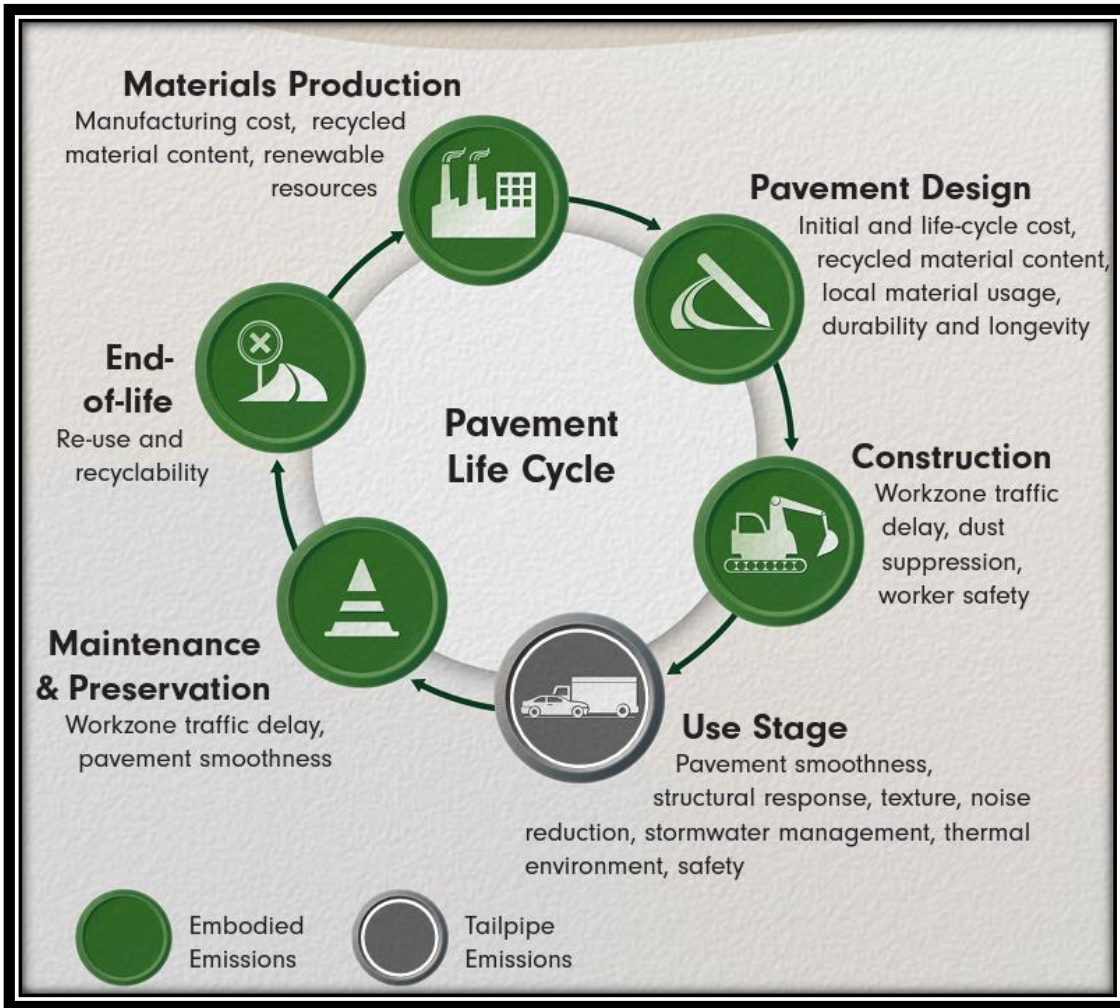 Materials Production
Manufacturing cost, recycled
material content, renewable
resources
Pavement Design
Initial and life-cycle cost,
recycled material content,
local material usage,
durability and longevity
End-
of-life
Re-use and
recyclability
Pavement
Life Cycle
Construction
Workzone traffic
delay, dust
suppression,
worker safety
Maintenance
& Preservation
Workzone traffic delay,
pavement smoothness
Use Stage
Pavement smoothness,
structural response, texture, noise
reduction, stormwater management, thermal
environment, safety
Embodied
Emissions
Tailpipe
Emissions